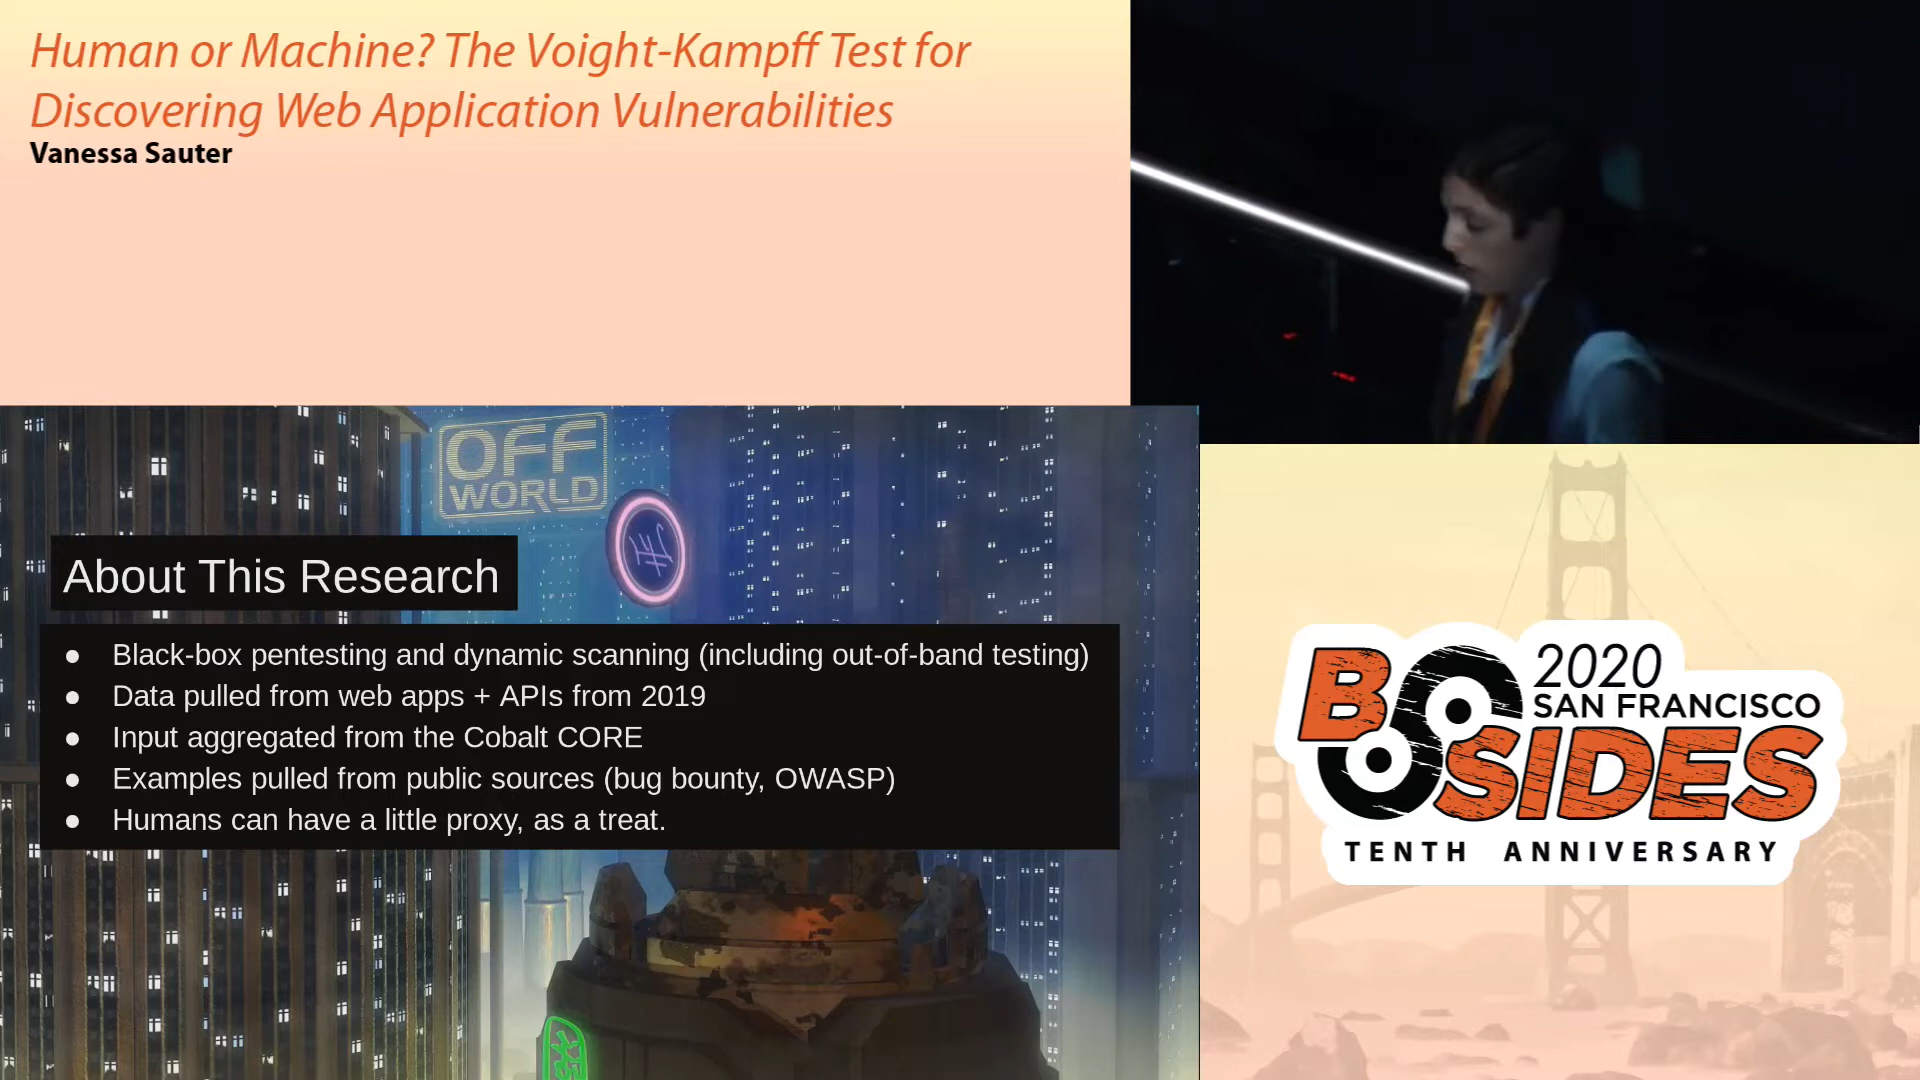 Human or Machine? The Voight-Kampff Test for
Discovering Web Application Vulnerabilities
Vanessa Sauter
OFF
WORLD
About This Research
● Black-box pentesting and dynamic scanning (including out-of-band testing)
● Data pulled from web apps + APIs from 2019
● Input aggregated from the Cobalt CORE
● Examples pulled from public sources (bug bounty, OWASP)
● Humans can have a little proxy, as a treat.
2020
SAN FRANCISCO
BSIDES
TENTH ANNIVERSARY